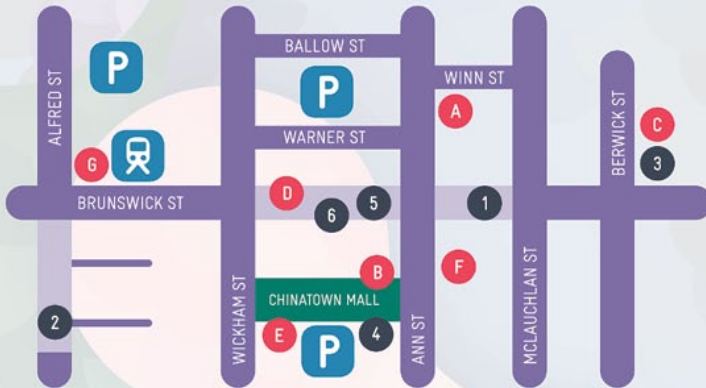 BALLOW ST
P
ALFRED ST
WINN ST
P
A
BERWICK ST
C
WARNER ST
G
3
D
BRUNSWICK ST
6
5
1
B
F
WICKHAM ST
CHINATOWN MALL
ANN ST
MCLAUCHLAN ST
2
E
P
4